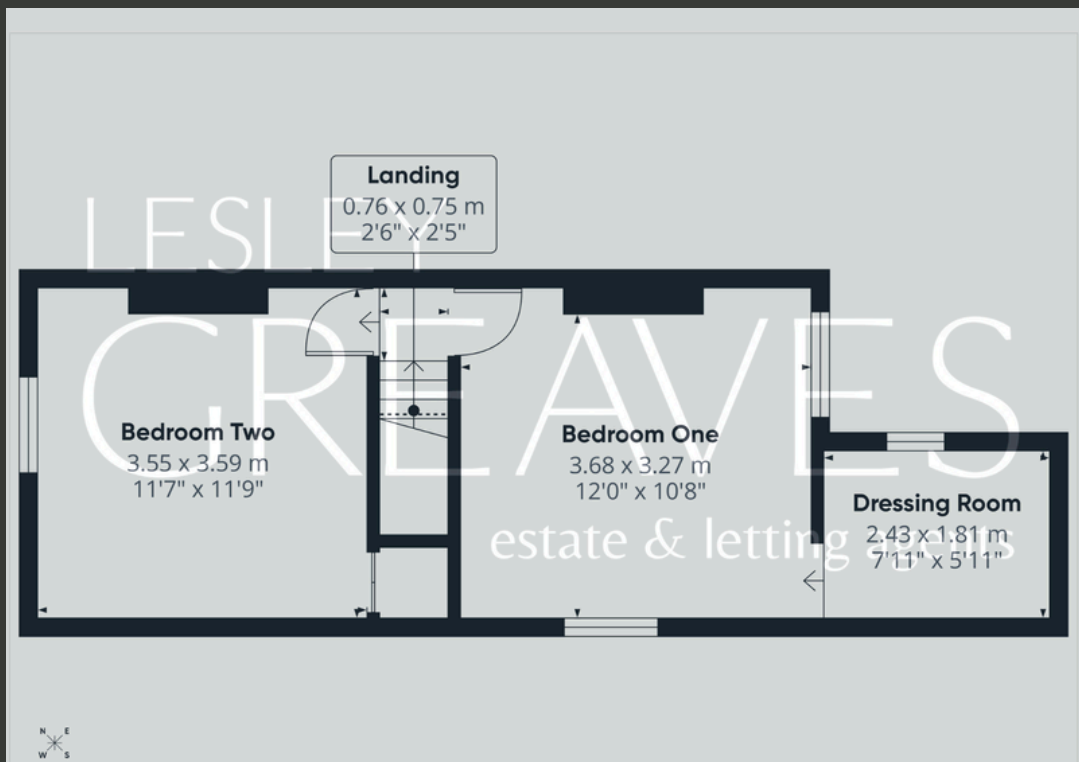 Landing
0.76 x 0.75 m
2'6" x 2'5"
LESLEY
GREAVES
estate & letting agents
Bedroom Two
3.55 x 3.59 m
11'7" x 11'9"
Bedroom One
3.68 x 3.27 m
12'0" x 10'8"
Dressing Room
2.43 x 1.81 m
7'11" x 5'11"
N E
W S